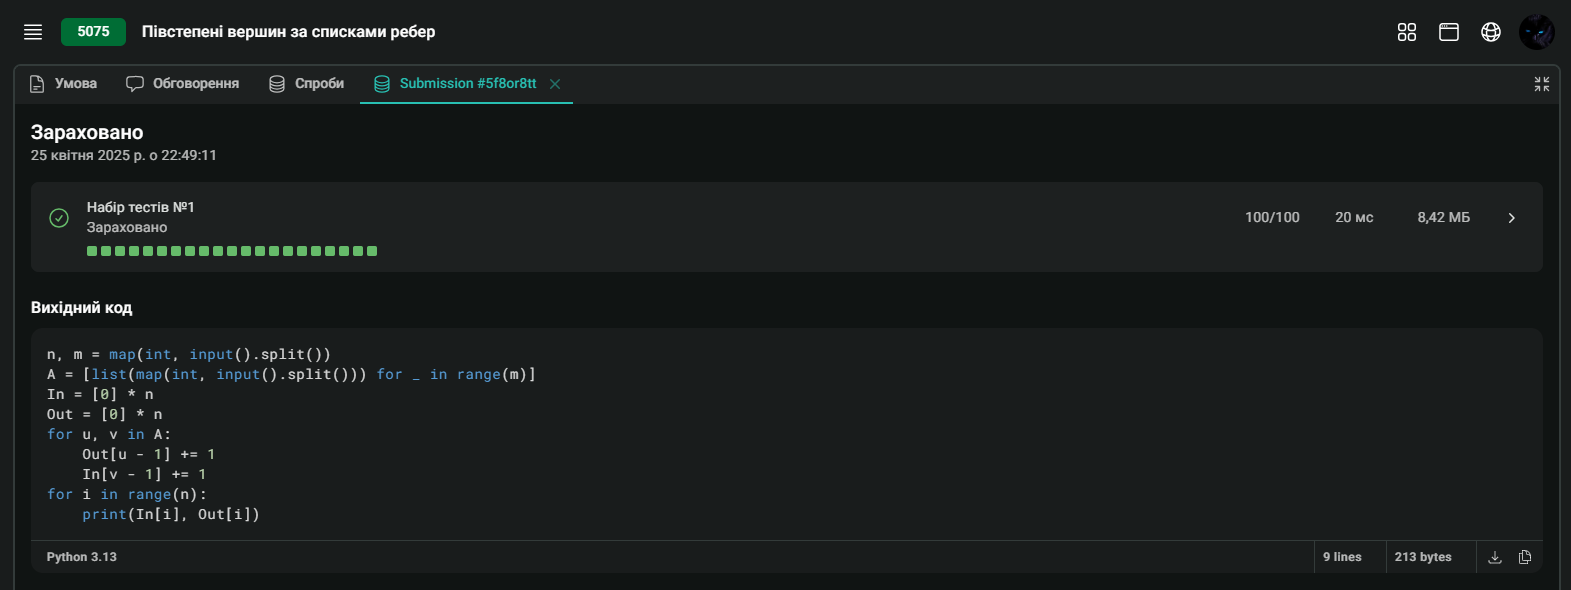 5075 Півстепені вершин за списками ребер
Умова Обговорення Спроби Submission #5f8or8tt
Зараховано
25 квітня 2025 р. о 22:49:11
Набір тестів №1
Зараховано
100/100 20 мс 8,42 МБ
Вихідний код
n, m = map(int, input().split())
A = [list(map(int, input().split())) for _ in range(m)]
In = [0] * n
Out = [0] * n
for u, v in A:
    Out[u - 1] += 1
    In[v - 1] += 1
for i in range(n):
    print(In[i], Out[i])
Python 3.13 9 lines 213 bytes